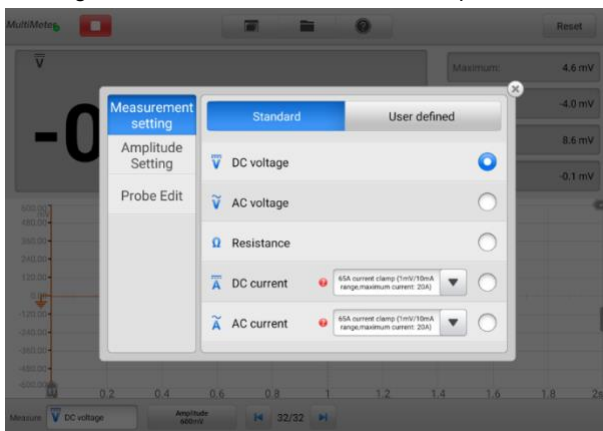 MultiMeter
Reset
V
Maximum:
4.6 mV
-4.0 mV
8.6 mV
-0.1 mV
-0
Measurement
setting
Amplitude
Setting
Probe Edit
Standard
User defined
V DC voltage
V AC voltage
Ω Resistance
A DC current
65A current clamp (1mV/10mA
range,maximum current: 20A)
A AC current
65A current clamp (1mV/10mA
range,maximum current: 20A)
600.00
mV
480.00
360.00
240.00
120.00
0.00
-120.00
-240.00
-360.00
-480.00
-600.00
0.2 0.4 0.6 0.8 1 1.2 1.4 1.6 1.8 2s
Measure V DC voltage
Amplitude
600mV
32/32